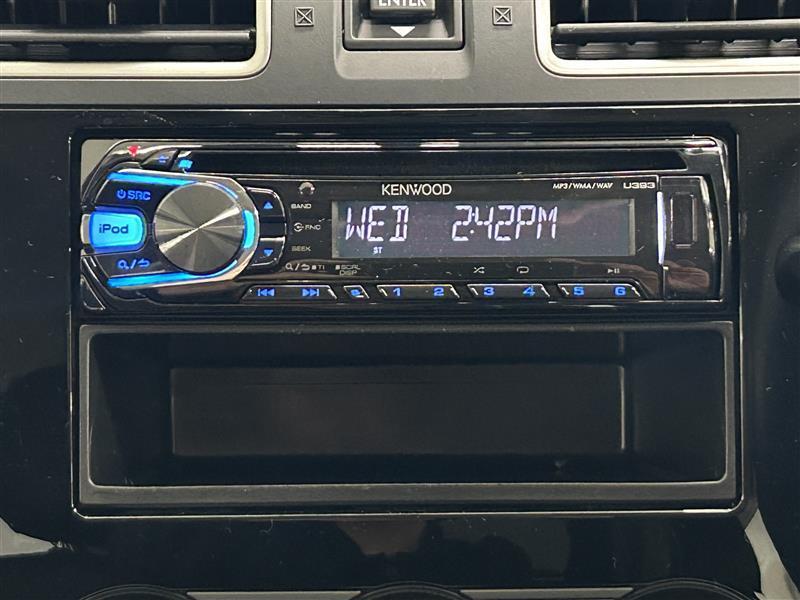 ENTER
KENWOOD
MP3/WMA/WAV U393
SRC
iPod
BAND
FNC
SEEK
WED 2:42PM
ST
TI
SCRL
DISP
1 2 3 4 5 6